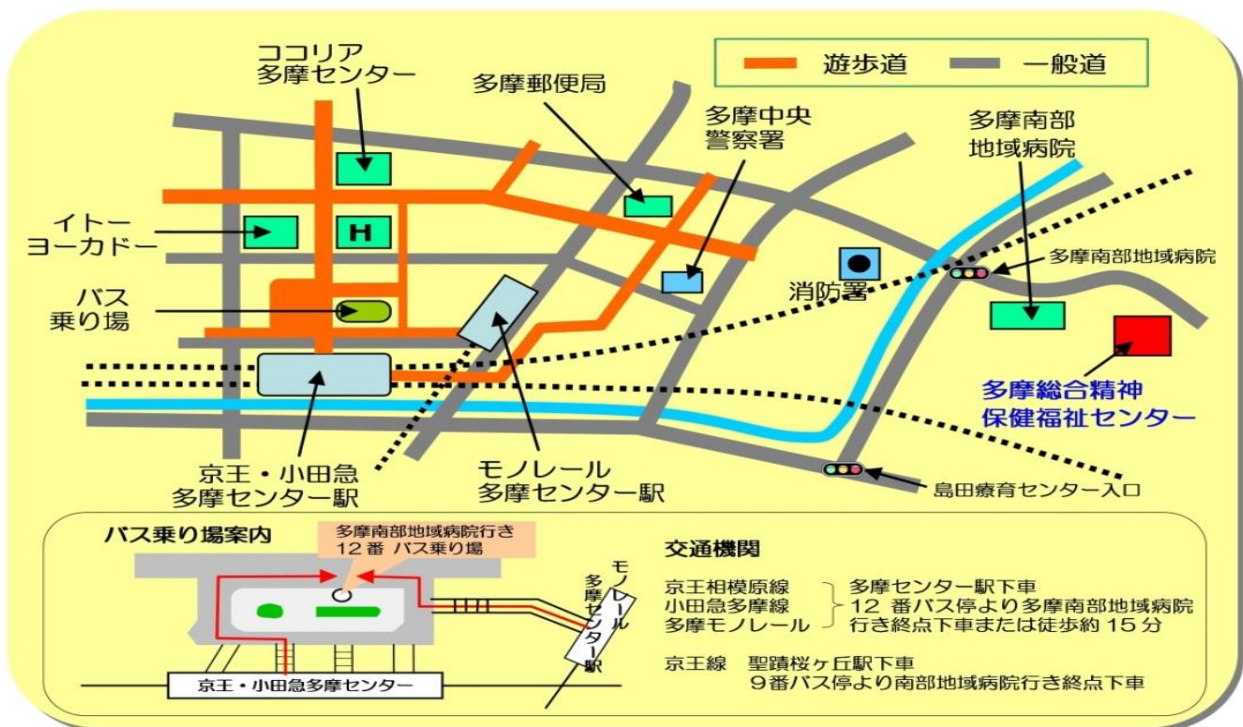 ココリア
多摩センター
多摩郵便局
遊歩道
一般道
多摩中央
警察署
多摩南部
地域病院
イトー
ヨーカドー
H
多摩南部地域病院
消防署
バス
乗り場
多摩総合精神
保健福祉センター
京王・小田急
多摩センター駅
モノレール
多摩センター駅
島田療育センター入口
バス乗り場案内
多摩南部地域病院行き
12番 バス乗り場
モノレール
多摩センター駅
京王・小田急多摩センター
交通機関
京王相模原線 多摩センター駅下車
小田急多摩線 12 番バス停より多摩南部地域病院
多摩モノレール 行き終点下車または徒歩約15分
京王線 聖蹟桜ヶ丘駅下車
9番バス停より南部地域病院行き終点下車